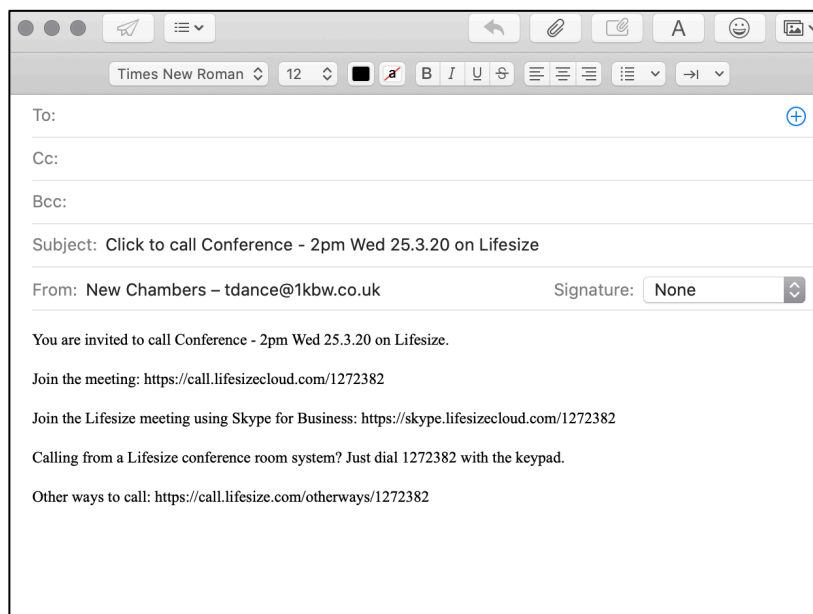 Times New Roman 12 a B I U S
A
To:
Cc:
Bcc:
Subject: Click to call Conference - 2pm Wed 25.3.20 on Lifesize
From: New Chambers – tdance@1kbw.co.uk Signature: None
You are invited to call Conference - 2pm Wed 25.3.20 on Lifesize.
Join the meeting: https://call.lifesizecloud.com/1272382
Join the Lifesize meeting using Skype for Business: https://skype.lifesizecloud.com/1272382
Calling from a Lifesize conference room system? Just dial 1272382 with the keypad.
Other ways to call: https://call.lifesize.com/otherways/1272382